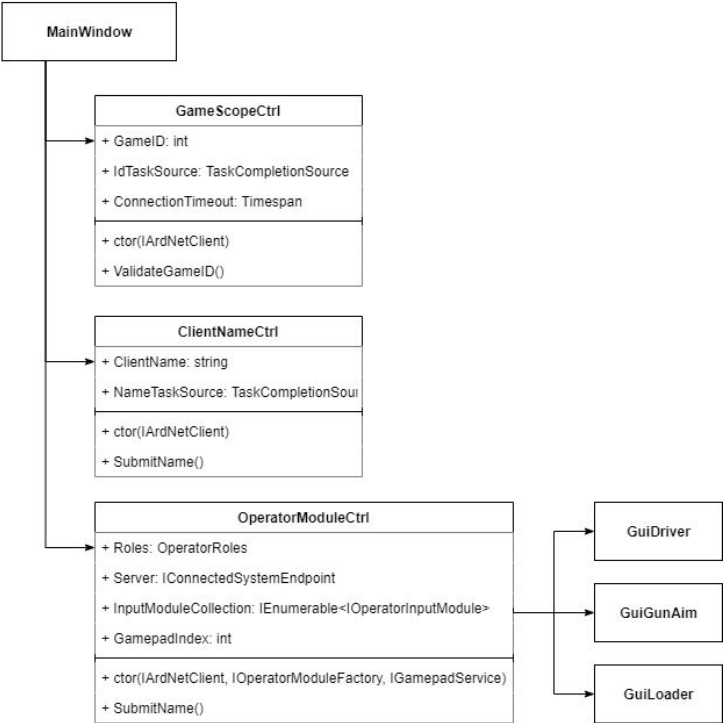 MainWindow
GameScopeCtrl
+ GameID: int
+ IdTaskSource: TaskCompletionSource
+ ConnectionTimeout: Timespan
+ ctor(IArdNetClient)
+ ValidateGameID()
ClientNameCtrl
+ ClientName: string
+ NameTaskSource: TaskCompletionSour
+ ctor(IArdNetClient)
+ SubmitName()
OperatorModuleCtrl
+ Roles: OperatorRoles
+ Server: IConnectedSystemEndpoint
+ InputModuleCollection: IEnumerable<IOperatorInputModule>
+ GamepadIndex: int
+ ctor(IArdNetClient, IOperatorModuleFactory, IGamepadService)
+ SubmitName()
GuiDriver
GuiGunAim
GuiLoader